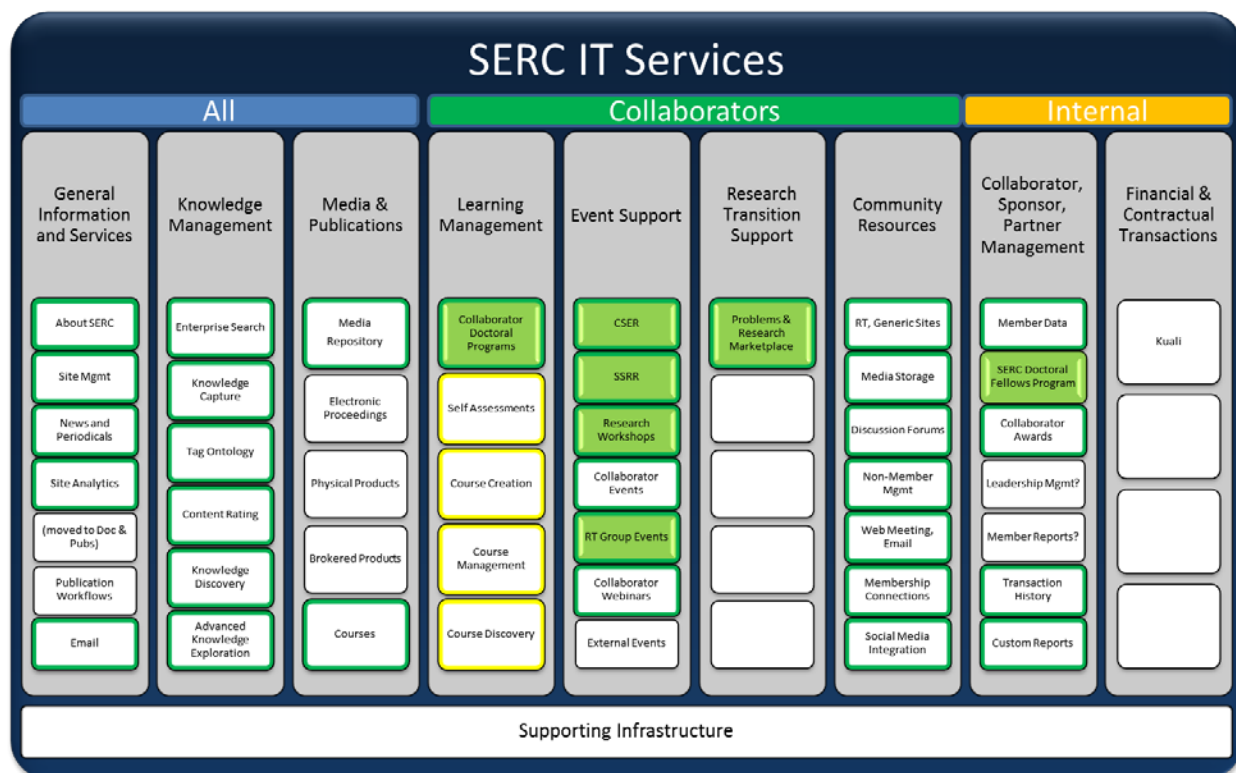 SERC IT Services
All
Collaborators
Internal
General
Information
and Services
Knowledge
Management
Media &
Publications
Learning
Management
Event Support
Research
Transition
Support
Community
Resources
Collaborator,
Sponsor,
Partner
Management
Financial &
Contractual
Transactions
About SERC
Site Mgmt
News and
Periodicals
Site Analytics
(moved to Doc &
Pubs)
Publication
Workflows
Email
Enterprise Search
Knowledge
Capture
Tag Ontology
Content Rating
Knowledge
Discovery
Advanced
Knowledge
Exploration
Media
Repository
Electronic
Proceedings
Physical Products
Brokered Products
Courses
Collaborator
Doctoral
Programs
Self Assessments
Course Creation
Course
Management
Course Discovery
CSER
SSRR
Research
Workshops
Collaborator
Events
RT Group Events
Collaborator
Webinars
External Events
Problems &
Research
Marketplace
RT, Generic Sites
Media Storage
Discussion Forums
Non-Member
Mgmt
Web Meeting,
Email
Membership
Connections
Social Media
Integration
Member Data
SERC Doctoral
Fellows Program
Collaborator
Awards
Leadership Mgmt?
Member Reports?
Transaction
History
Custom Reports
Kuali
Supporting Infrastructure